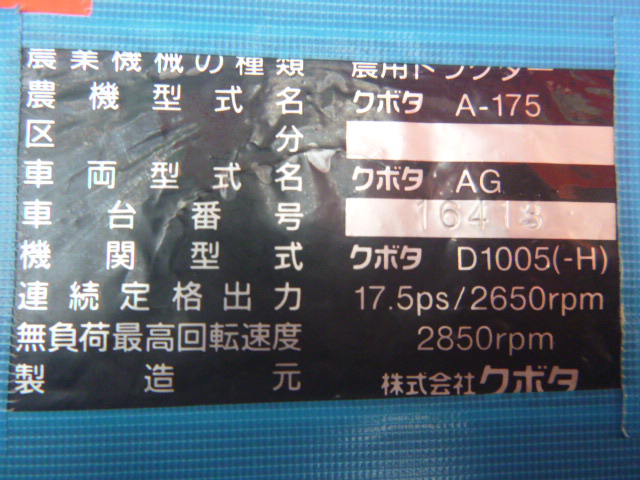 農業機械の種類 農用トラクター
農機型式名 クボタ A-175
区分
車両型式名 クボタ AG
車台番号 16418
機関型式 クボタ D1005(-H)
連続定格出力 17.5ps/2650rpm
無負荷最高回転速度 2850rpm
製造元 株式会社クボタ